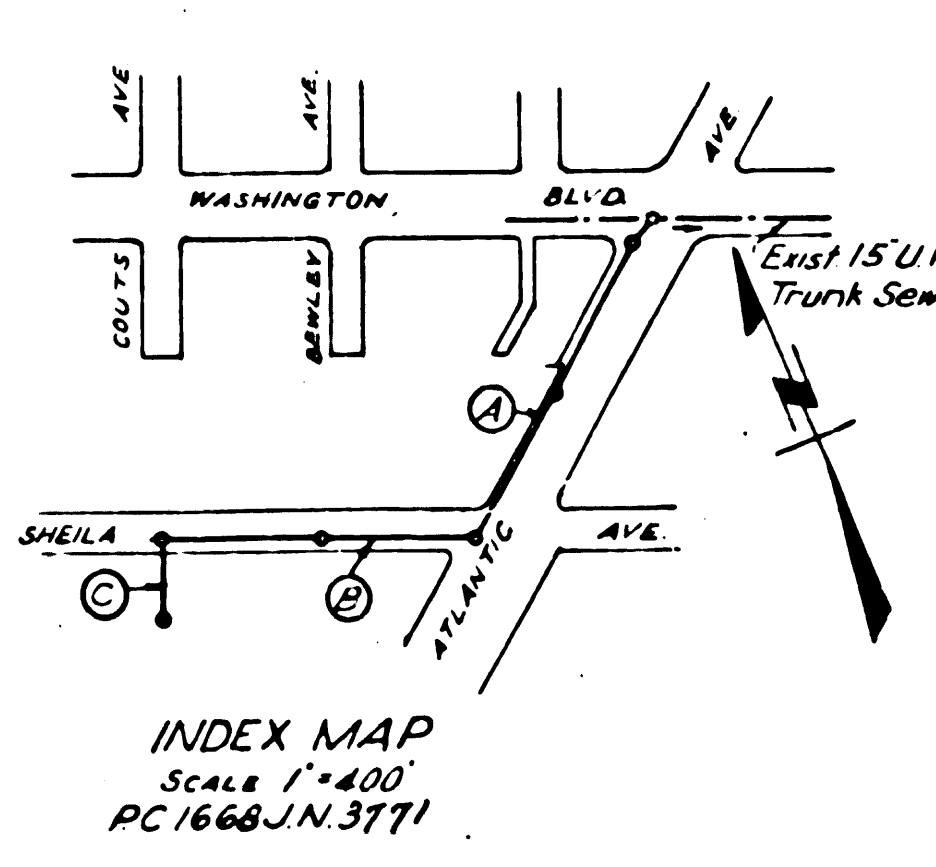 AVE
AVE.
AVE.
WASHINGTON BLVD.
COUTS
BEWLEY
Exist. 15" U.
Trunk Sew
A
N
SHEILA AVE.
ATLANTIC
C
B
INDEX MAP
SCALE 1"=400'
P.C 1668 J.N. 3771